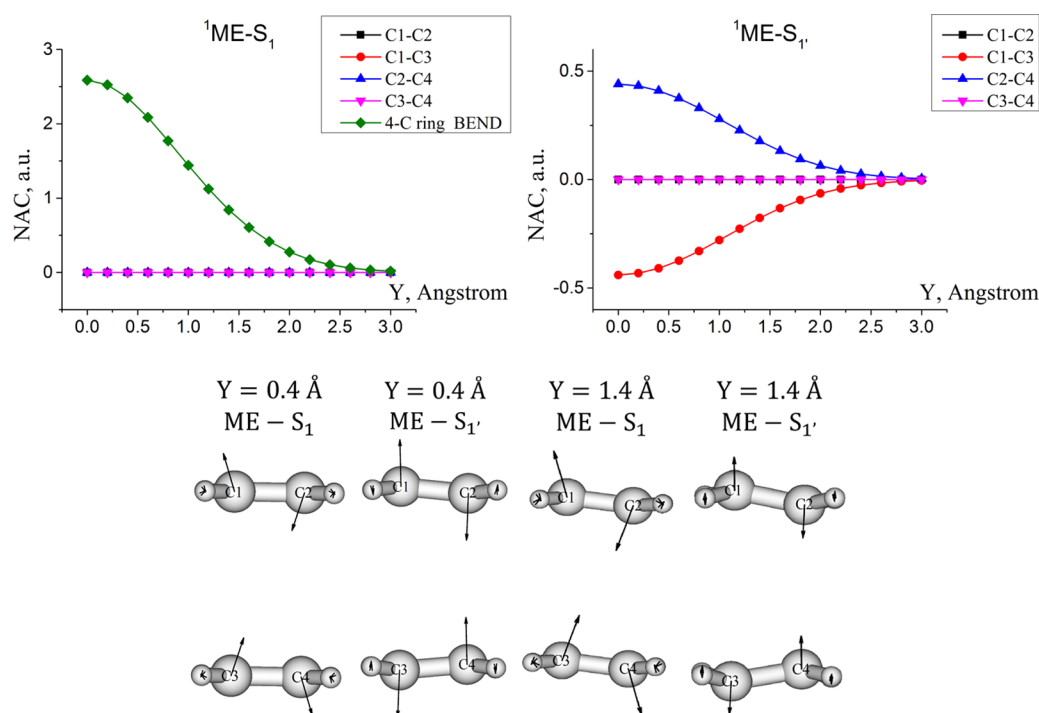 ¹ME-S₁
C1-C2
C1-C3
C2-C4
C3-C4
4-C ring BEND
NAC, a.u.
3
2
1
0
Y, Angstrom
0.0 0.5 1.0 1.5 2.0 2.5 3.0
¹ME-S₁'
C1-C2
C1-C3
C2-C4
C3-C4
NAC, a.u.
0.5
0.0
-0.5
Y, Angstrom
0.0 0.5 1.0 1.5 2.0 2.5 3.0
Y = 0.4 Å Y = 0.4 Å Y = 1.4 Å Y = 1.4 Å
ME − S₁ ME − S₁' ME − S₁ ME − S₁'
C1 C2 C1 C2 C1 C2 C1 C2
C3 C4 C3 C4 C3 C4 C3 C4